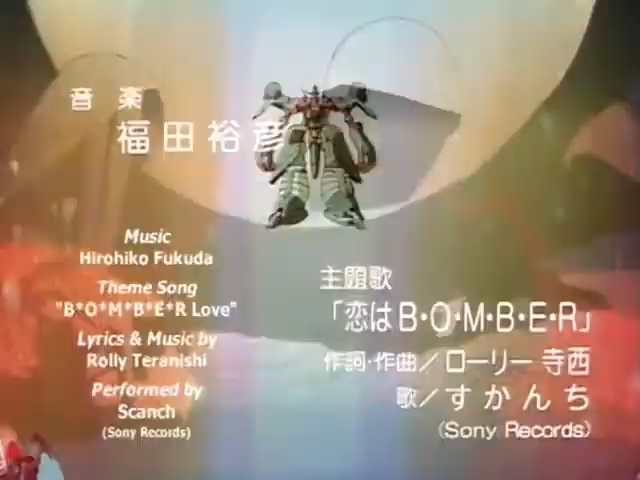 音楽
福田裕彦
Music
Hirohiko Fukuda
Theme Song
"B*O*M*B*E*R Love"
Lyrics & Music by
Rolly Teranishi
Performed by
Scanch
(Sony Records)
主題歌
「恋はB・O・M・B・E・R」
作詞・作曲／ローリー寺西
歌／すかんち
(Sony Records)